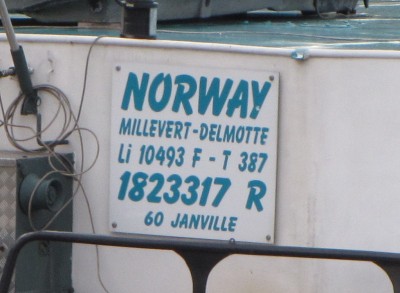 NORWAY
MILLEVERT-DELMOTTE
Li 10493 F - T 387
1823317 R
60 JANVILLE